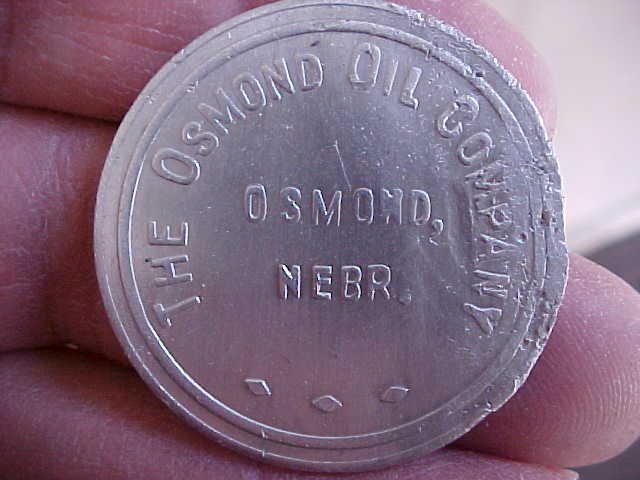 THE OSMOND OIL COMPANY
OSMOND,
NEBR.